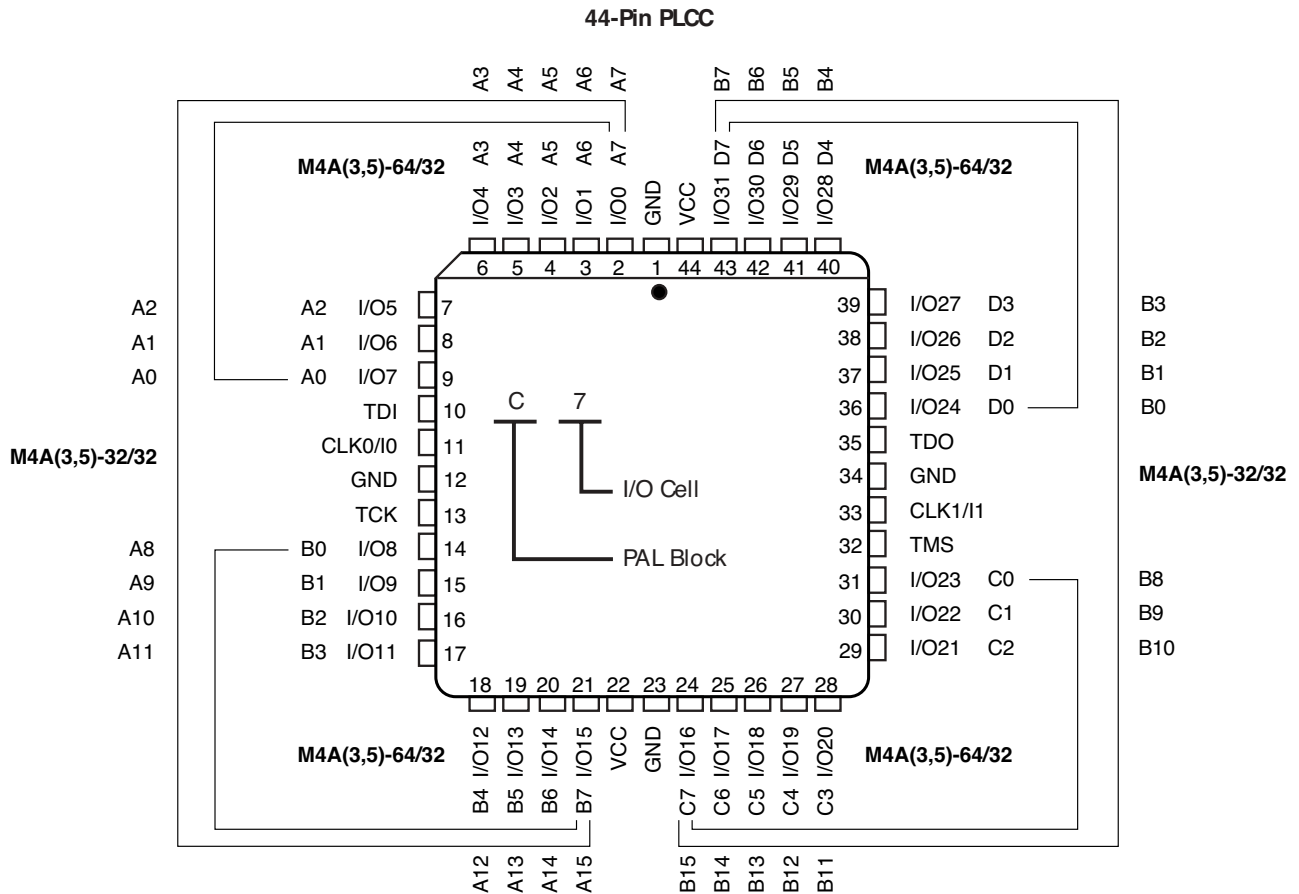 44-Pin PLCC
A3 A4 A5 A6 A7 B7 B6 B5 B4
M4A(3,5)-64/32 A3 A4 A5 A6 A7 D7 D6 D5 D4 M4A(3,5)-64/32
I/O4 I/O3 I/O2 I/O1 I/O0 GND VCC I/O31 I/O30 I/O29 I/O28
6 5 4 3 2 1 44 43 42 41 40
A2 A2 I/O5 7 39 I/O27 D3 B3
A1 A1 I/O6 8 38 I/O26 D2 B2
A0 A0 I/O7 9 37 I/O25 D1 B1
TDI 10 C 7 36 I/O24 D0 B0
CLK0/I0 11 35 TDO
M4A(3,5)-32/32 M4A(3,5)-32/32
GND 12 I/O Cell 34 GND
TCK 13 33 CLK1/I1
A8 B0 I/O8 14 PAL Block 32 TMS
A9 B1 I/O9 15 31 I/O23 C0 B8
A10 B2 I/O10 16 30 I/O22 C1 B9
A11 B3 I/O11 17 29 I/O21 C2 B10
18 19 20 21 22 23 24 25 26 27 28
M4A(3,5)-64/32 I/O12 I/O13 I/O14 I/O15 VCC GND I/O16 I/O17 I/O18 I/O19 I/O20 M4A(3,5)-64/32
B4 B5 B6 B7 C7 C6 C5 C4 C3
A12 A13 A14 A15 B15 B14 B13 B12 B11